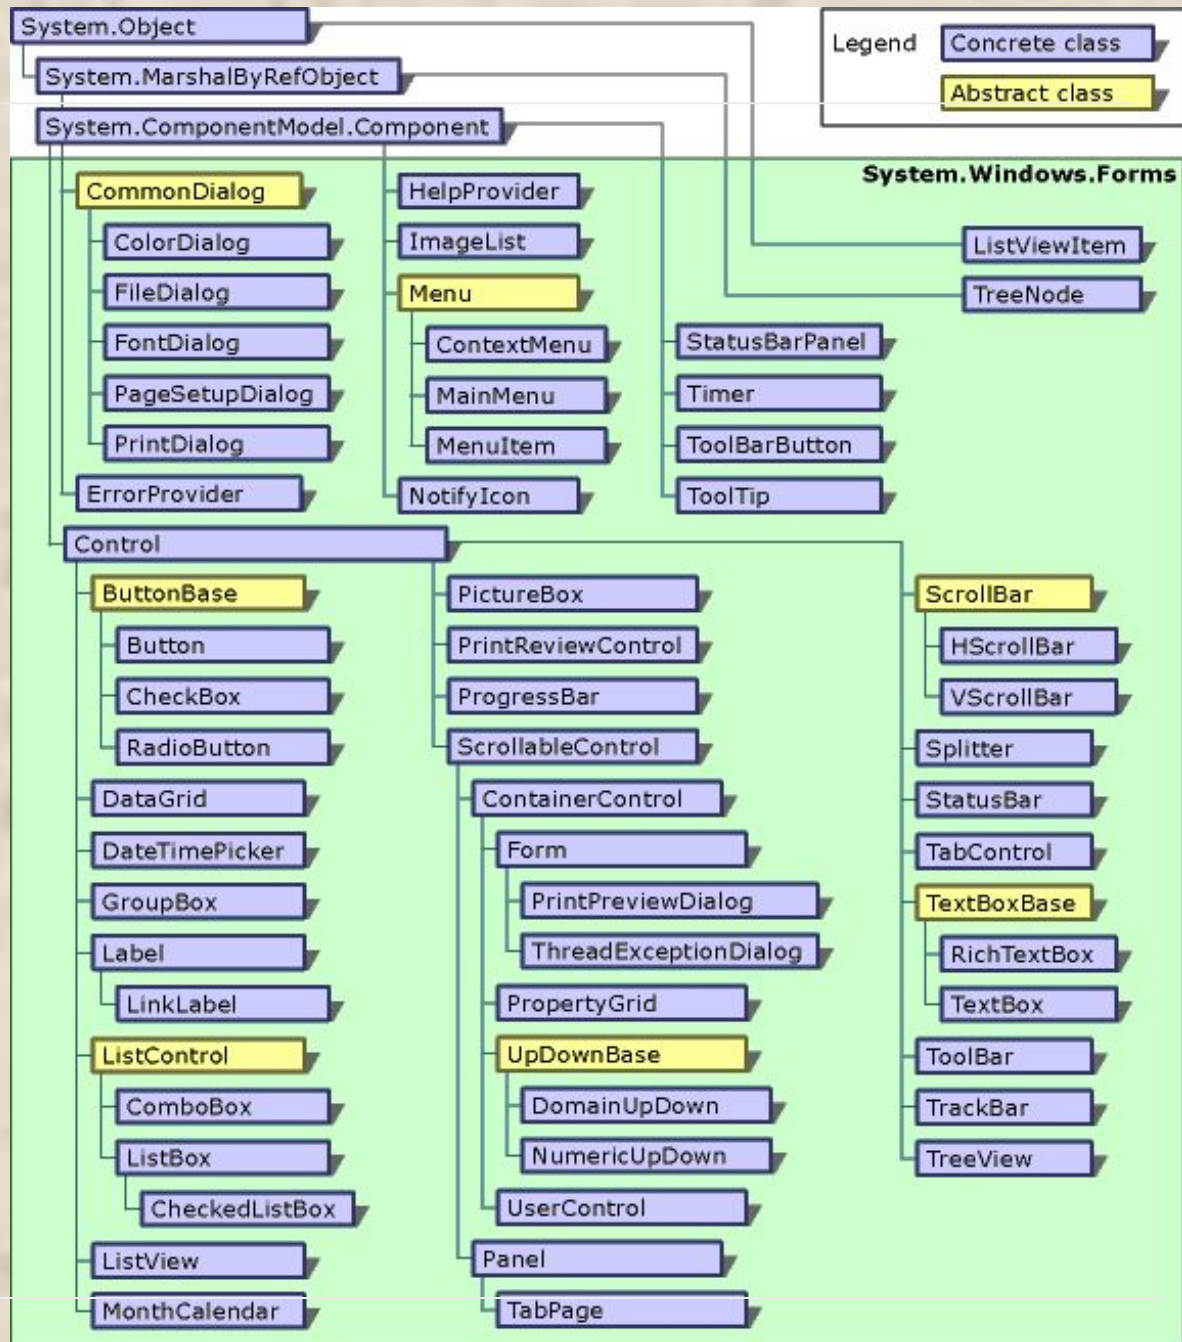 System.Object
Legend
Concrete class
Abstract class
System.MarshalByRefObject
System.ComponentModel.Component
System.Windows.Forms
CommonDialog
ColorDialog
FileDialog
FontDialog
PageSetupDialog
PrintDialog
ErrorProvider
HelpProvider
ImageList
Menu
ContextMenu
MainMenu
MenuItem
NotifyIcon
StatusBarPanel
Timer
ToolBarButton
ToolTip
ListViewItem
TreeNode
Control
ButtonBase
Button
CheckBox
RadioButton
DataGrid
DateTimePicker
GroupBox
Label
LinkLabel
ListControl
ComboBox
ListBox
CheckedListBox
ListView
MonthCalendar
PictureBox
PrintReviewControl
ProgressBar
ScrollableControl
ContainerControl
Form
PrintPreviewDialog
ThreadExceptionDialog
PropertyGrid
UpDownBase
DomainUpDown
NumericUpDown
UserControl
Panel
TabPage
ScrollBar
HScrollBar
VScrollBar
Splitter
StatusBar
TabControl
TextBoxBase
RichTextBox
TextBox
ToolBar
TrackBar
TreeView